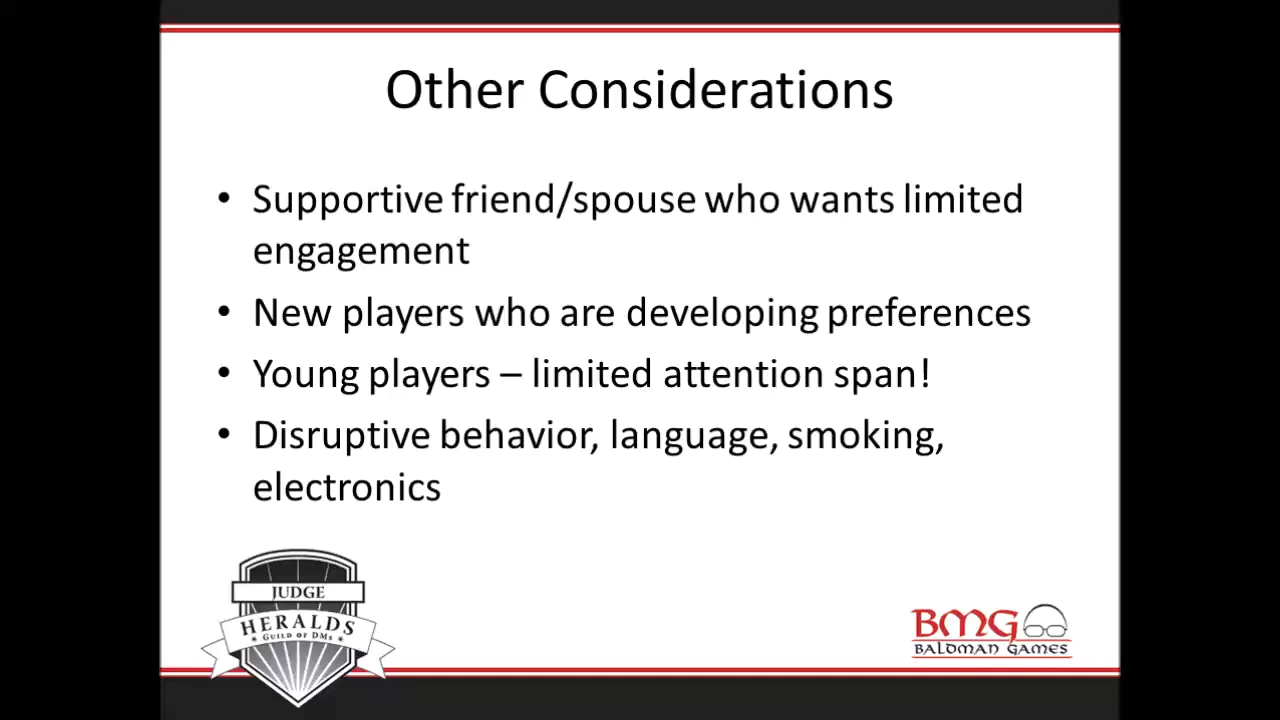 Other Considerations
• Supportive friend/spouse who wants limited
engagement
• New players who are developing preferences
• Young players – limited attention span!
• Disruptive behavior, language, smoking,
electronics
JUDGE
HERALDS
* GUILD OF DMs *
BMG
BALDMAN GAMES